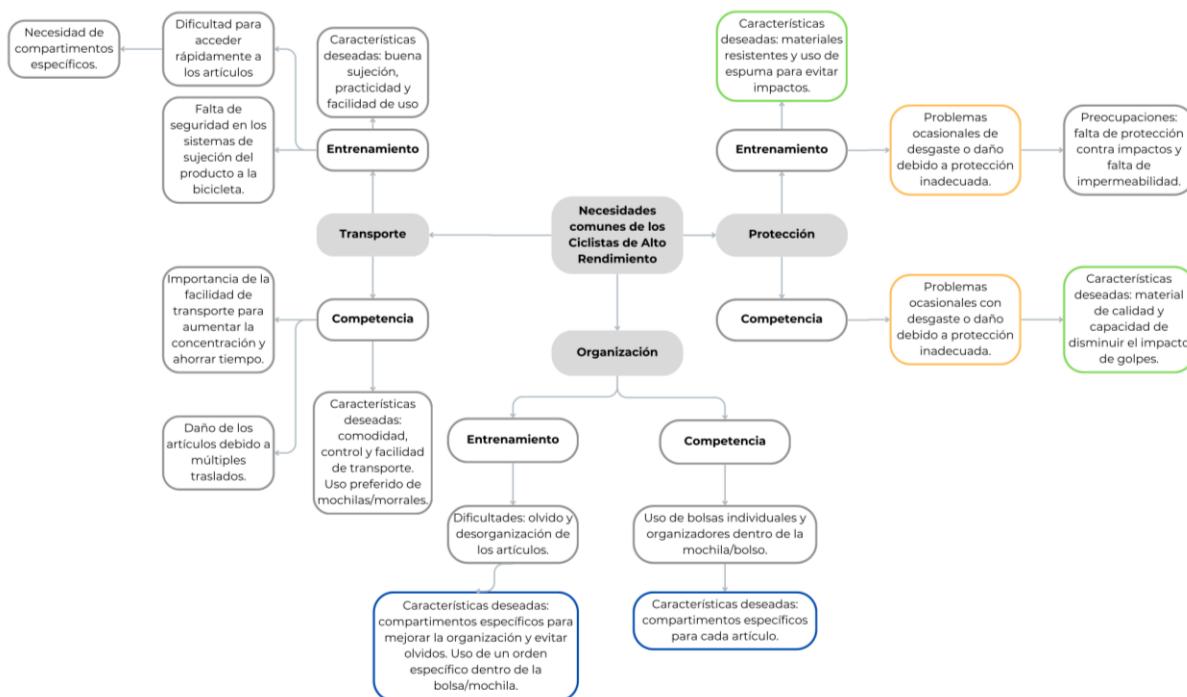 Necesidad de
compartimentos
específicos.
Dificultad para
acceder
rápidamente a
los artículos
Características
deseadas: buena
sujeción,
practicidad y
facilidad de uso
Falta de
seguridad en los
sistemas de
sujeción del
producto a la
bicicleta.
Entrenamiento
Transporte
Importancia de la
facilidad de
transporte para
aumentar la
concentración y
ahorrar tiempo.
Competencia
Daño de los
artículos debido a
múltiples
traslados.
Características
deseadas:
comodidad,
control y facilidad
de transporte.
Uso preferido de
mochilas/morrales.
Necesidades
comunes de los
Ciclistas de Alto
Rendimiento
Organización
Entrenamiento
Competencia
Dificultades: olvido y
desorganización de
los artículos.
Uso de bolsas individuales y
organizadores dentro de la
mochila/bolso.
Características deseadas:
compartimentos específicos para
mejorar la organización y evitar
olvidos. Uso de un orden
específico dentro de la
bolsa/mochila.
Características deseadas:
compartimentos específicos
para cada artículo.
Características
deseadas: materiales
resistentes y uso de
espuma para evitar
impactos.
Entrenamiento
Problemas
ocasionales de
desgaste o daño
debido a protección
inadecuada.
Preocupaciones:
falta de protección
contra impactos y
falta de
impermeabilidad.
Protección
Competencia
Problemas
ocasionales con
desgaste o daño
debido a protección
inadecuada.
Características
deseadas: material
de calidad y
capacidad de
disminuir el impacto
de golpes.